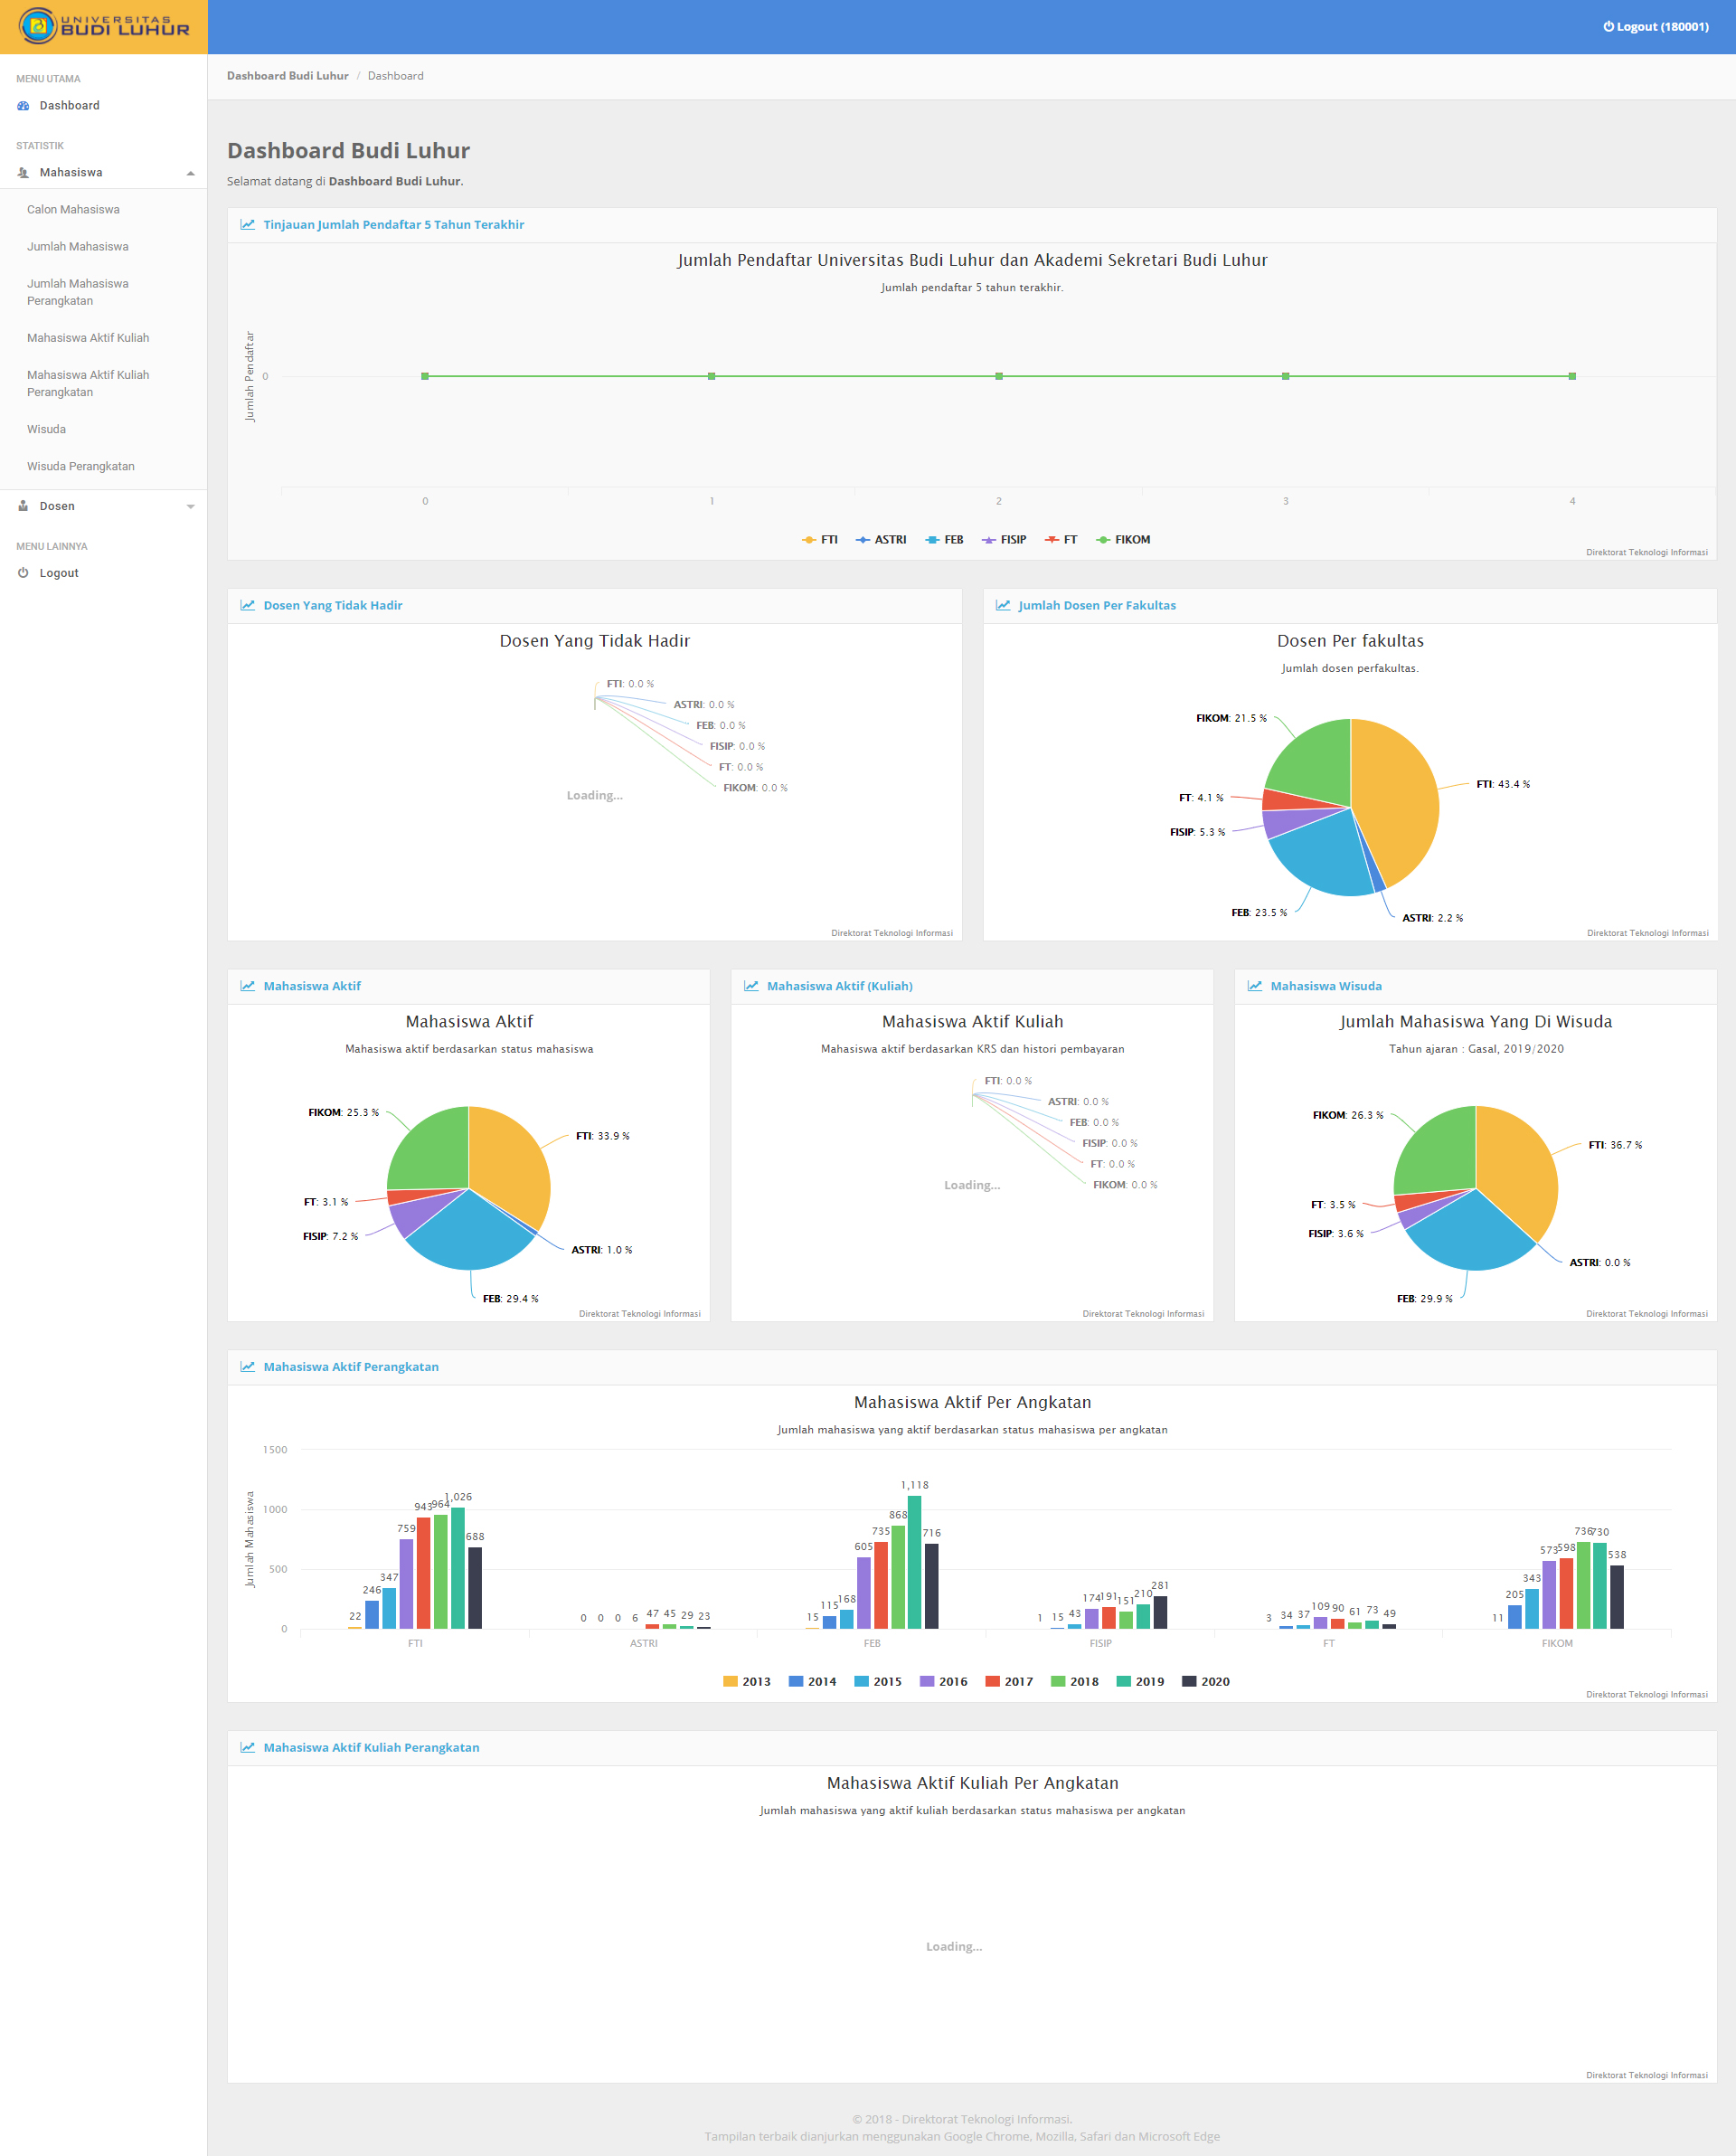 UNIVERSITAS
BUDI LUHUR
Logout (180001)
MENU UTAMA
Dashboard
STATISTIK
Mahasiswa
Calon Mahasiswa
Jumlah Mahasiswa
Jumlah Mahasiswa
Perangkatan
Mahasiswa Aktif Kuliah
Mahasiswa Aktif Kuliah
Perangkatan
Wisuda
Wisuda Perangkatan
Dosen
MENU LAINNYA
Logout
Dashboard Budi Luhur / Dashboard
Dashboard Budi Luhur
Selamat datang di Dashboard Budi Luhur.
Tinjauan Jumlah Pendaftar 5 Tahun Terakhir
Jumlah Pendaftar Universitas Budi Luhur dan Akademi Sekretari Budi Luhur
Jumlah pendaftar 5 tahun terakhir.
Jumlah Pendaftar
0
0 1 2 3 4
FTI ASTRI FEB FISIP FT FIKOM
Direktorat Teknologi Informasi
Dosen Yang Tidak Hadir
Dosen Yang Tidak Hadir
FTI: 0.0 %
ASTRI: 0.0 %
FEB: 0.0 %
FISIP: 0.0 %
FT: 0.0 %
FIKOM: 0.0 %
Loading...
Direktorat Teknologi Informasi
Jumlah Dosen Per Fakultas
Dosen Per fakultas
Jumlah dosen perfakultas.
FIKOM: 21.5 %
FTI: 43.4 %
FT: 4.1 %
FISIP: 5.3 %
FEB: 23.5 %
ASTRI: 2.2 %
Direktorat Teknologi Informasi
Mahasiswa Aktif
Mahasiswa Aktif
Mahasiswa aktif berdasarkan status mahasiswa
FIKOM: 25.3 %
FTI: 33.9 %
FT: 3.1 %
FISIP: 7.2 %
ASTRI: 1.0 %
FEB: 29.4 %
Direktorat Teknologi Informasi
Mahasiswa Aktif (Kuliah)
Mahasiswa Aktif Kuliah
Mahasiswa aktif berdasarkan KRS dan histori pembayaran
FTI: 0.0 %
ASTRI: 0.0 %
FEB: 0.0 %
FISIP: 0.0 %
FT: 0.0 %
FIKOM: 0.0 %
Loading...
Direktorat Teknologi Informasi
Mahasiswa Wisuda
Jumlah Mahasiswa Yang Di Wisuda
Tahun ajaran : Gasal, 2019/2020
FIKOM: 26.3 %
FTI: 36.7 %
FT: 3.5 %
FISIP: 3.6 %
ASTRI: 0.0 %
FEB: 29.9 %
Direktorat Teknologi Informasi
Mahasiswa Aktif Perangkatan
Mahasiswa Aktif Per Angkatan
Jumlah mahasiswa yang aktif berdasarkan status mahasiswa per angkatan
Jumlah Mahasiswa
1500
1000
500
0
22 246 347 759 943 964 1,026 688
0 0 0 6 47 45 29 23
15 115 168 605 735 868 1,118 716
1 15 43 174 191 151 210 281
3 34 37 109 90 61 73 49
11 205 343 573 598 736 730 538
FTI ASTRI FEB FISIP FT FIKOM
2013 2014 2015 2016 2017 2018 2019 2020
Direktorat Teknologi Informasi
Mahasiswa Aktif Kuliah Perangkatan
Mahasiswa Aktif Kuliah Per Angkatan
Jumlah mahasiswa yang aktif kuliah berdasarkan status mahasiswa per angkatan
Loading...
Direktorat Teknologi Informasi
© 2018 - Direktorat Teknologi Informasi.
Tampilan terbaik dianjurkan menggunakan Google Chrome, Mozilla, Safari dan Microsoft Edge